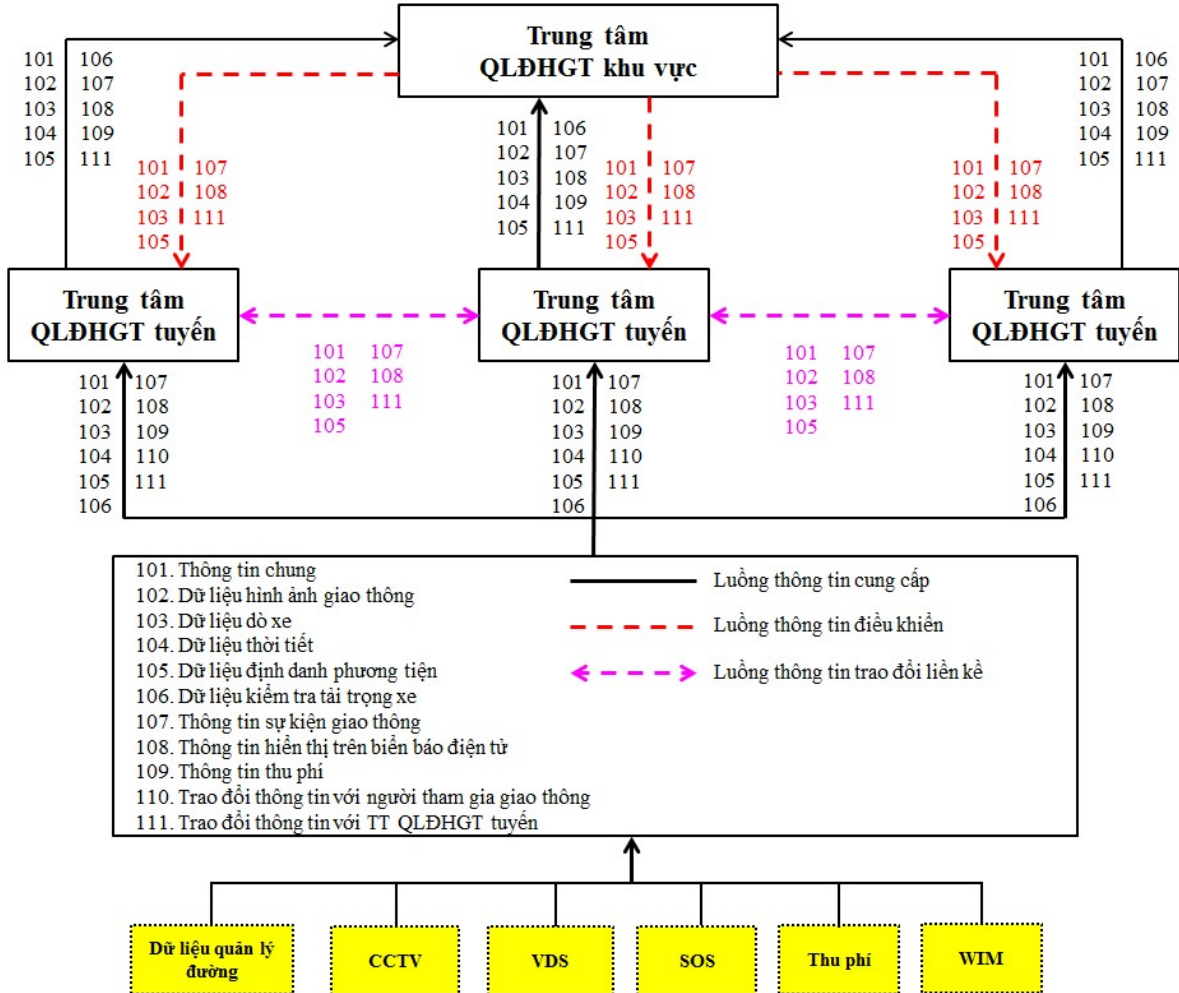 Trung tâm
QLĐHGT khu vực
101 106
102 107
103 108
104 109
105 111
101 107
102 108
103 111
105
101 106
102 107
103 108
104 109
105 111
101 107
102 108
103 111
105
101 107
102 108
103 111
105
101 106
102 107
103 108
104 109
105 111
Trung tâm
QLĐHGT tuyến
Trung tâm
QLĐHGT tuyến
Trung tâm
QLĐHGT tuyến
101 107
102 108
103 111
105
101 107
102 108
103 111
105
101 107
102 108
103 109
104 110
105 111
106
101 107
102 108
103 109
104 110
105 111
106
101 107
102 108
103 109
104 110
105 111
106
101. Thông tin chung
102. Dữ liệu hình ảnh giao thông
103. Dữ liệu dò xe
104. Dữ liệu thời tiết
105. Dữ liệu định danh phương tiện
106. Dữ liệu kiểm tra tải trọng xe
107. Thông tin sự kiện giao thông
108. Thông tin hiển thị trên biển báo điện tử
109. Thông tin thu phí
110. Trao đổi thông tin với người tham gia giao thông
111. Trao đổi thông tin với TT QLĐHGT tuyến
Luồng thông tin cung cấp
Luồng thông tin điều khiển
Luồng thông tin trao đổi liền kề
Dữ liệu quản lý
đường
CCTV
VDS
SOS
Thu phí
WIM